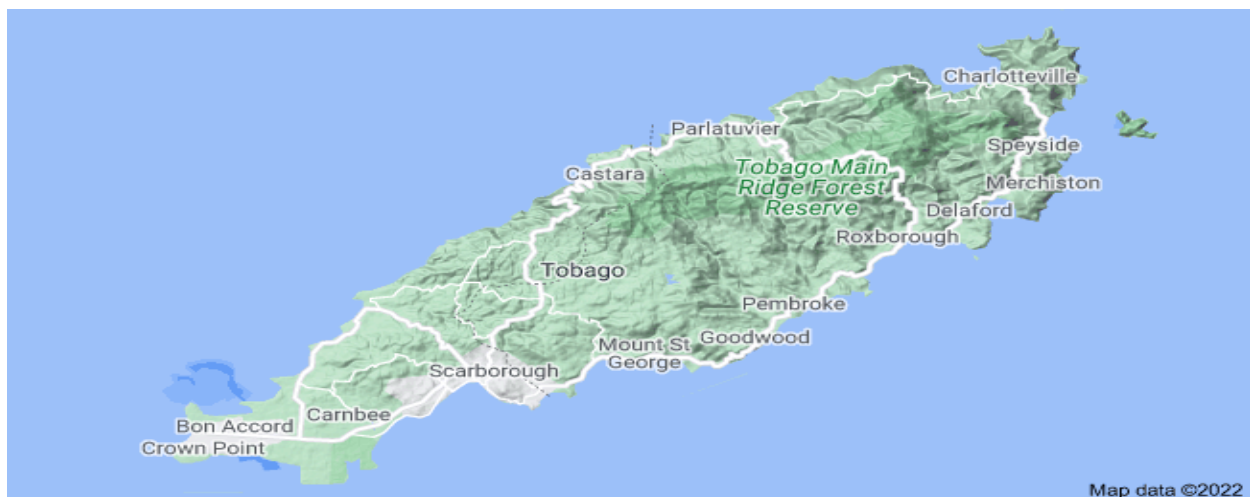 Charlotteville
Parlatuvier
Speyside
Castara
Tobago Main
Ridge Forest
Reserve
Merchiston
Delaford
Roxborough
Tobago
Pembroke
Goodwood
Mount St
George
Scarborough
Carnbee
Bon Accord
Crown Point
Map data ©2022